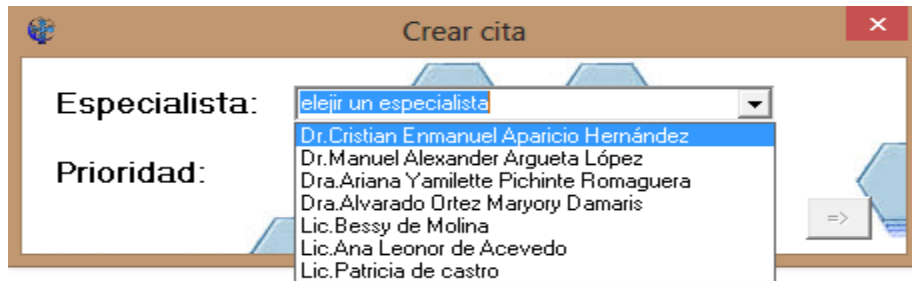 Crear cita
Especialista:
elejir un especialista
Dr.Cristian Enmanuel Aparicio Hernández
Dr.Manuel Alexander Argueta López
Dra.Ariana Yamilette Pichinte Romaguera
Dra.Alvarado Ortez Maryory Damaris
Lic.Bessy de Molina
Lic.Ana Leonor de Acevedo
Lic.Patricia de castro
Prioridad:
=>